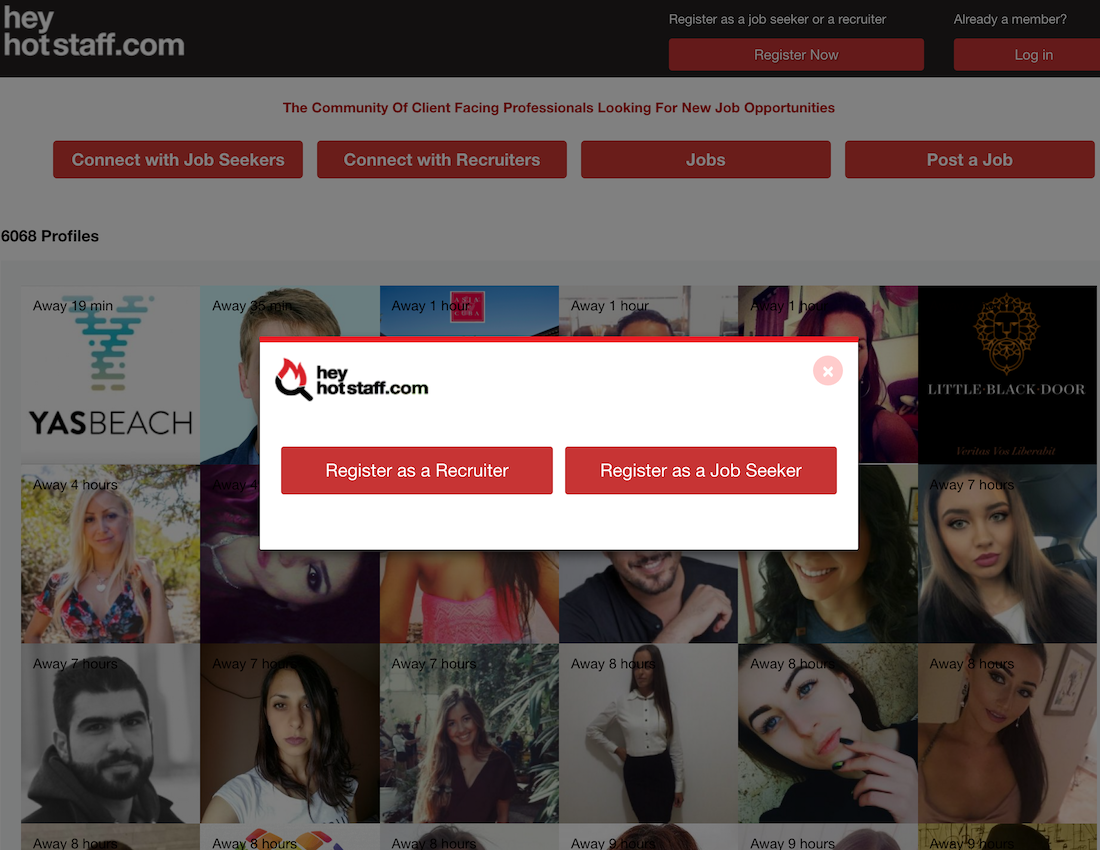 hey
hotstaff.com
Register as a job seeker or a recruiter
Already a member?
Register Now
Log in
The Community Of Client Facing Professionals Looking For New Job Opportunities
Connect with Job Seekers
Connect with Recruiters
Jobs
Post a Job
6068 Profiles
Away 19 min
Away 35 min
Away 1 hour
Away 1 hour
Away 1 hour
ASIA
CUBA
YASBEACH
LITTLE·BLACK·DOOR
Veritas Vos Liberabit
hey
hotstaff.com
×
Register as a Recruiter
Register as a Job Seeker
Away 4 hours
Away 4
Away 7 hours
Away 7 hours
Away 7 hours
Away 7 hours
Away 8 hours
Away 8 hours
Away 8 hours
Away 8 hours
Away 8 hours
Away 8 hours
Away 9 hours
Away 9 hours
Away 9 hours